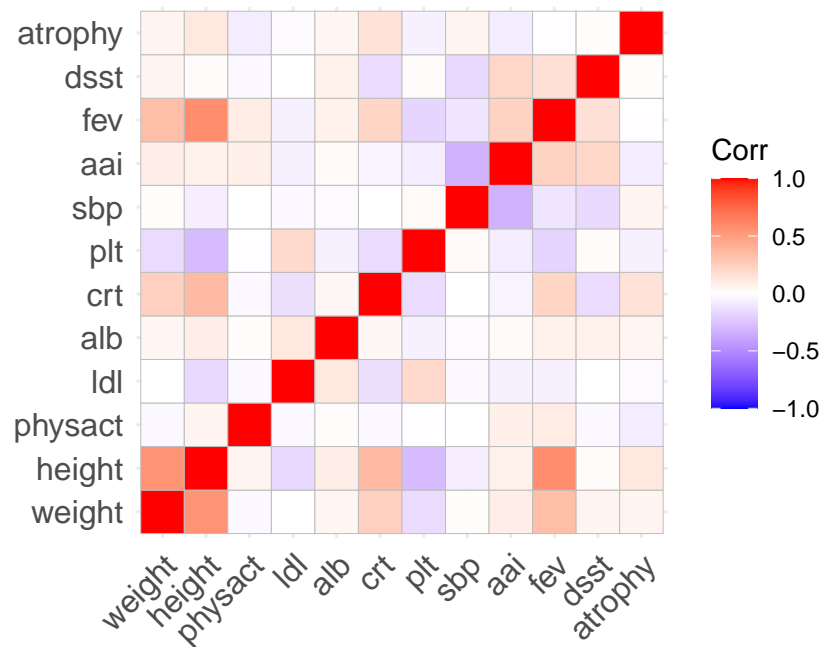 atrophy
dsst
fev
aai
sbp
plt
crt
alb
ldl
physact
height
weight
weight
height
physact
ldl
alb
crt
plt
sbp
aai
fev
dsst
atrophy
Corr
1.0
0.5
0.0
−0.5
−1.0